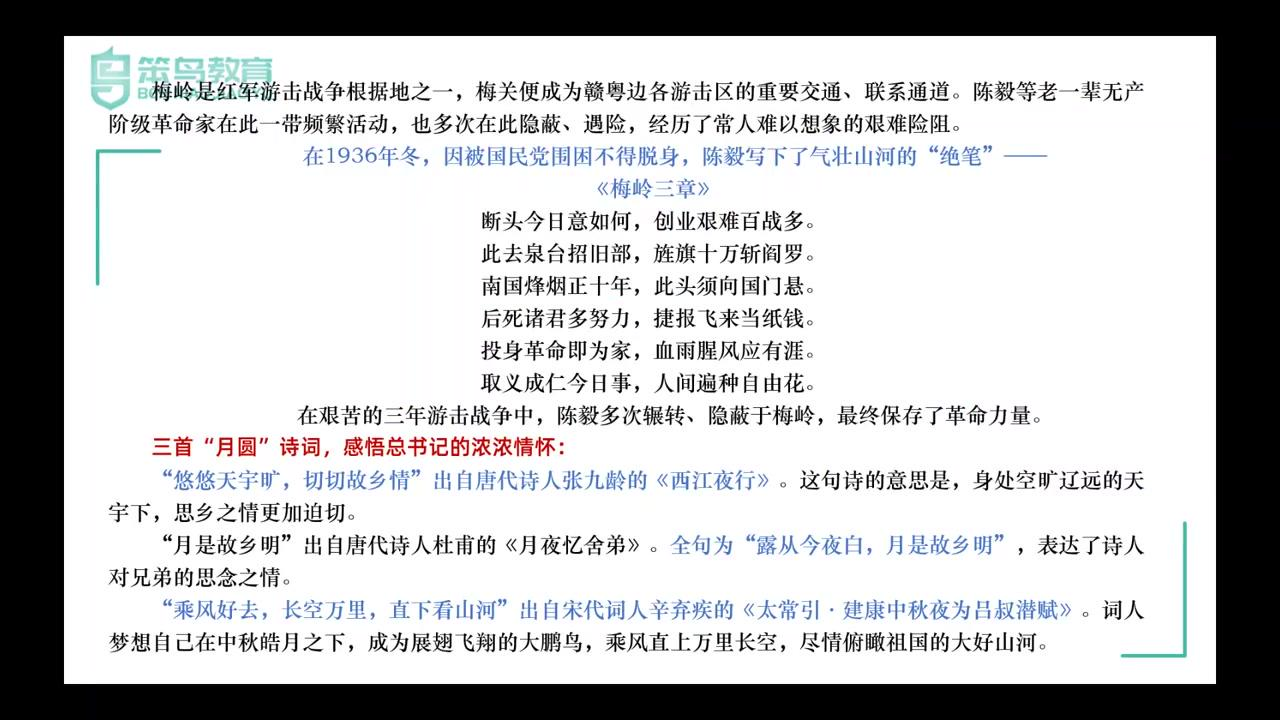 笨鸟教育
梅岭是红军游击战争根据地之一，梅关便成为赣粤边各游击区的重要交通、联系通道。陈毅等老一辈无产
阶级革命家在此一带频繁活动，也多次在此隐蔽、遇险，经历了常人难以想象的艰难险阻。
在1936年冬，因被国民党围困不得脱身，陈毅写下了气壮山河的“绝笔”——
《梅岭三章》
断头今日意如何，创业艰难百战多。
此去泉台招旧部，旌旗十万斩阎罗。
南国烽烟正十年，此头须向国门悬。
后死诸君多努力，捷报飞来当纸钱。
投身革命即为家，血雨腥风应有涯。
取义成仁今日事，人间遍种自由花。
在艰苦的三年游击战争中，陈毅多次辗转、隐蔽于梅岭，最终保存了革命力量。
三首“月圆”诗词，感悟总书记的浓浓情怀：
“悠悠天宇旷，切切故乡情”出自唐代诗人张九龄的《西江夜行》。这句诗的意思是，身处空旷辽远的天
宇下，思乡之情更加迫切。
“月是故乡明”出自唐代诗人杜甫的《月夜忆舍弟》。全句为“露从今夜白，月是故乡明”，表达了诗人
对兄弟的思念之情。
“乘风好去，长空万里，直下看山河”出自宋代词人辛弃疾的《太常引·建康中秋夜为吕叔潜赋》。词人
梦想自己在中秋皓月之下，成为展翅飞翔的大鹏鸟，乘风直上万里长空，尽情俯瞰祖国的大好山河。